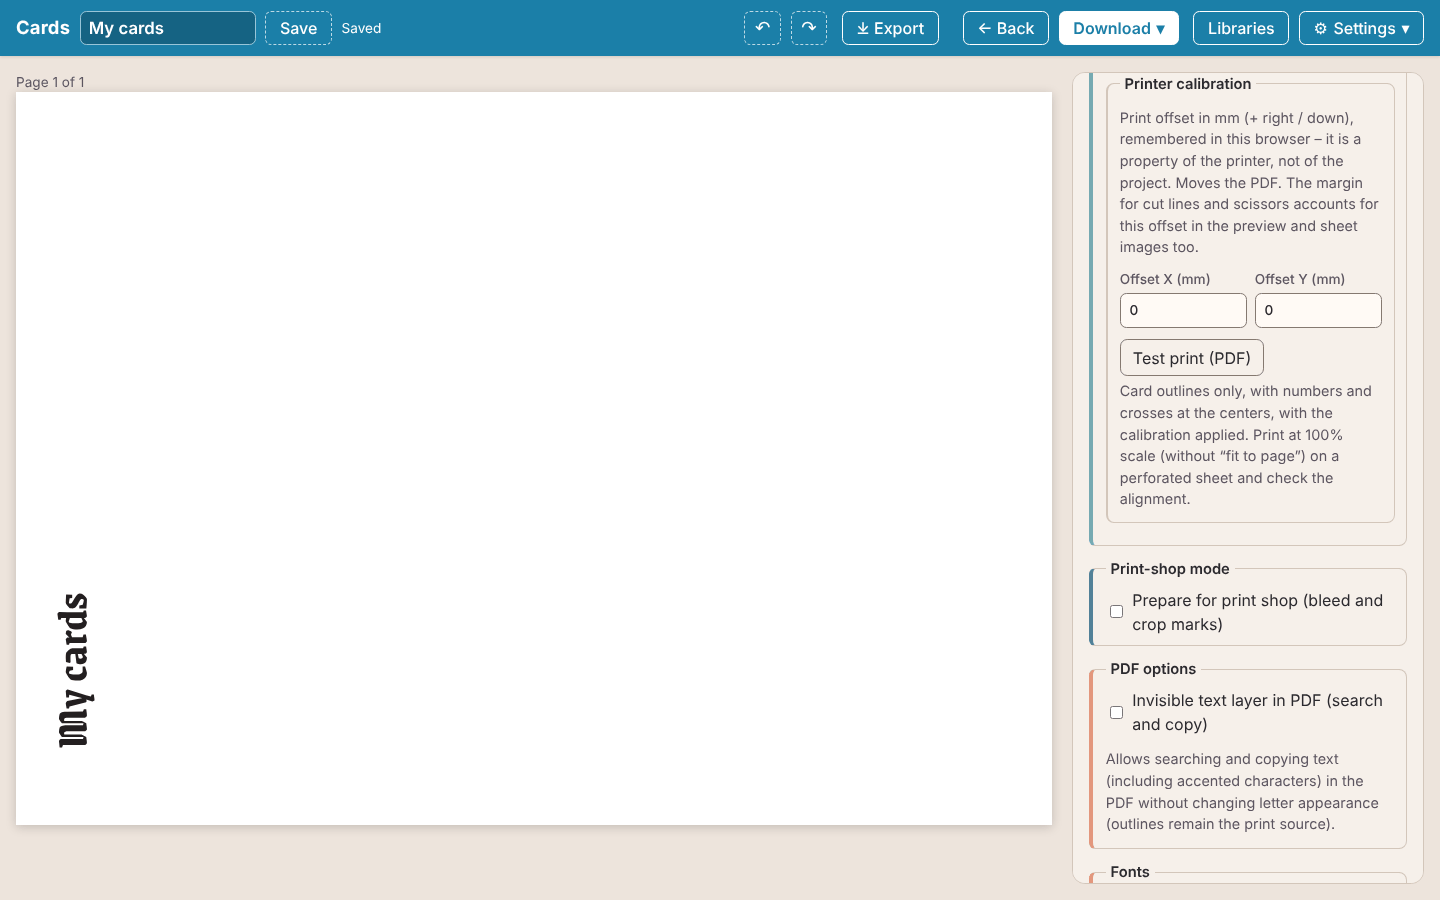 Cards
My cards
Save
Saved
↶
↷
Export
← Back
Download ▾
Libraries
⚙ Settings ▾
Page 1 of 1
My cards
Printer calibration
Print offset in mm (+ right / down),
remembered in this browser – it is a
property of the printer, not of the
project. Moves the PDF. The margin
for cut lines and scissors accounts for
this offset in the preview and sheet
images too.
Offset X (mm)
Offset Y (mm)
0
0
Test print (PDF)
Card outlines only, with numbers and
crosses at the centers, with the
calibration applied. Print at 100%
scale (without “fit to page”) on a
perforated sheet and check the
alignment.
Print-shop mode
Prepare for print shop (bleed and
crop marks)
PDF options
Invisible text layer in PDF (search
and copy)
Allows searching and copying text
(including accented characters) in the
PDF without changing letter appearance
(outlines remain the print source).
Fonts